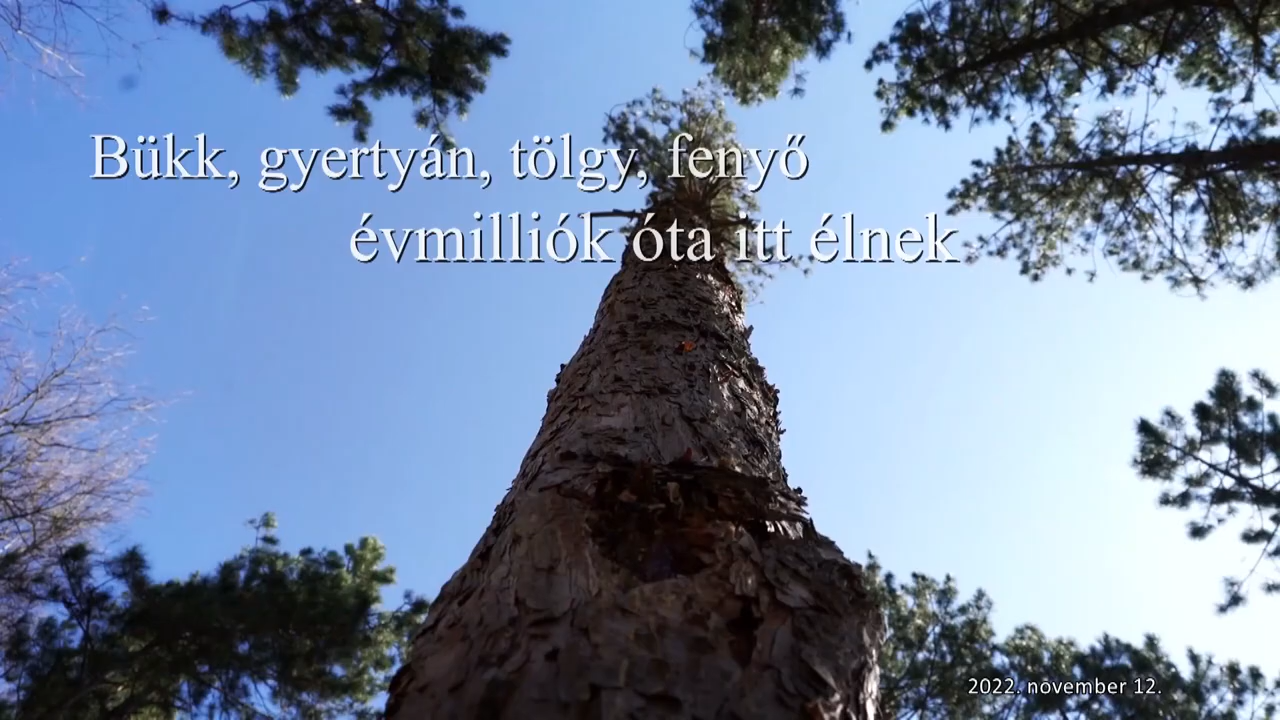 Bükk, gyertyán, tölgy, fenyő
évmilliók óta itt élnek
2022. november 12.